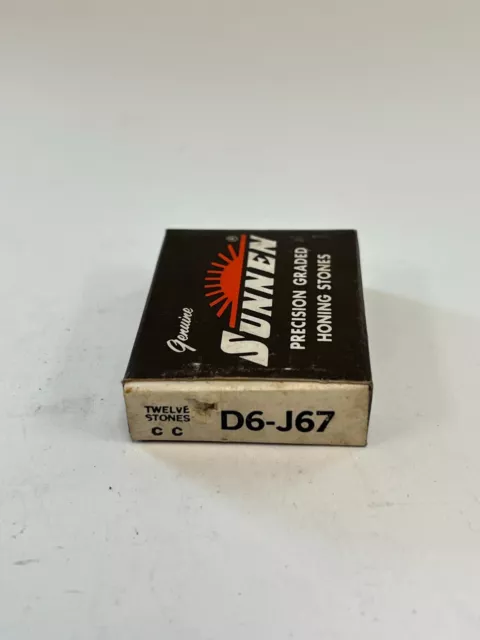 Genuine
SUNNEN®
PRECISION GRADED
HONING STONES
TWELVE
STONES
C C
D6-J67